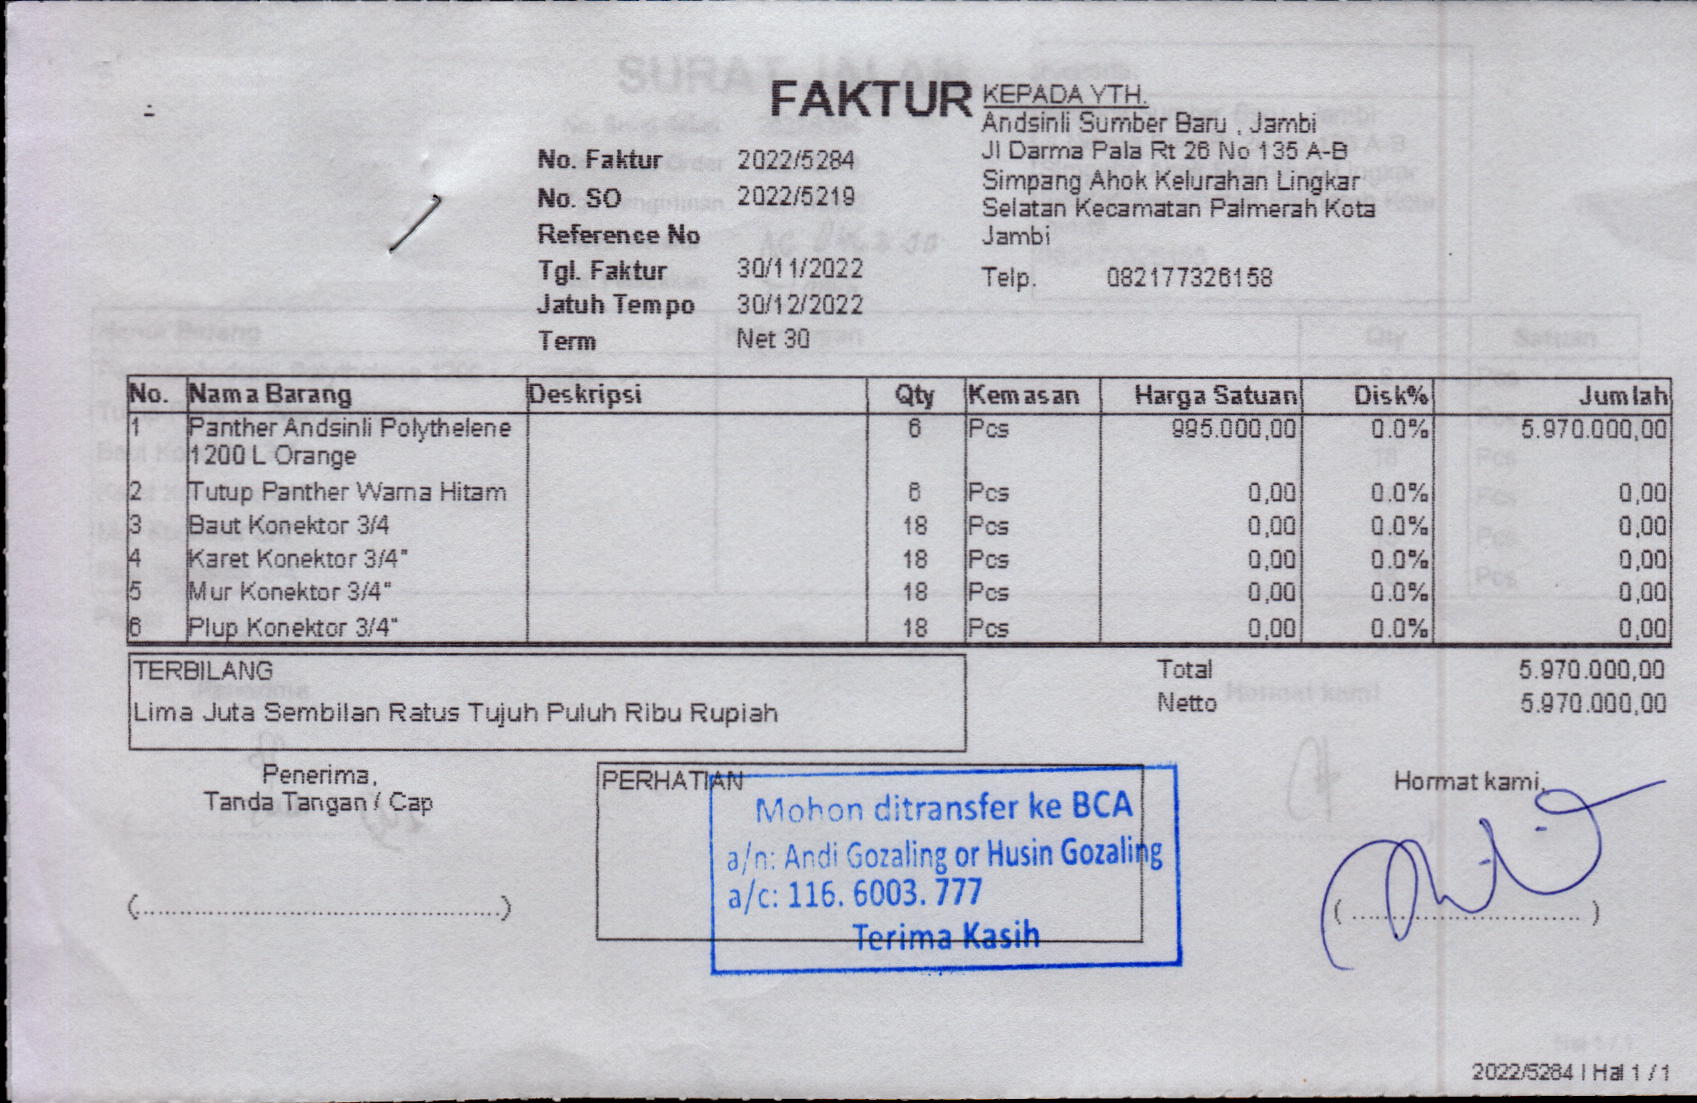 FAKTUR
KEPADA YTH.
Andsinli Sumber Baru , Jambi
Jl Darma Pala Rt 26 No 135 A-B
Simpang Ahok Kelurahan Lingkar
Selatan Kecamatan Palmerah Kota
Jambi
Telp. 082177326158
No. Faktur 2022/5284
No. SO 2022/5219
Reference No
Tgl. Faktur 30/11/2022
Jatuh Tempo 30/12/2022
Term Net 30
No. Nama Barang Deskripsi Qty Kemasan Harga Satuan Disk% Jumlah
1 Panther Andsinli Polythelene 6 Pcs 995.000,00 0.0% 5.970.000,00
1200 L Orange
2 Tutup Panther Warna Hitam 6 Pcs 0,00 0.0% 0,00
3 Baut Konektor 3/4 18 Pcs 0,00 0.0% 0,00
4 Karet Konektor 3/4" 18 Pcs 0,00 0.0% 0,00
5 Mur Konektor 3/4" 18 Pcs 0,00 0.0% 0,00
6 Plup Konektor 3/4" 18 Pcs 0,00 0.0% 0,00
TERBILANG
Lima Juta Sembilan Ratus Tujuh Puluh Ribu Rupiah
Total 5.970.000,00
Netto 5.970.000,00
Penerima,
Tanda Tangan / Cap
PERHATIAN
Mohon ditransfer ke BCA
a/n: Andi Gozaling or Husin Gozaling
a/c: 116. 6003. 777
Terima Kasih
Hormat kami,
2022/5284 | Hal 1 / 1